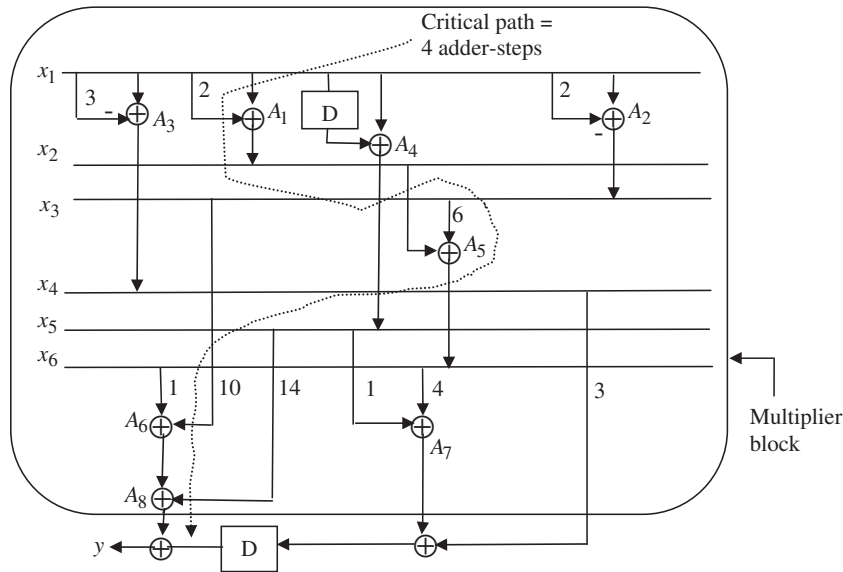 Critical path =
4 adder-steps
x1
3
2
2
-
A3
A1
D
A4
A2
-
x2
x3
6
A5
x4
x5
x6
1
10
14
1
4
3
Multiplier
block
A6
A7
A8
y
D